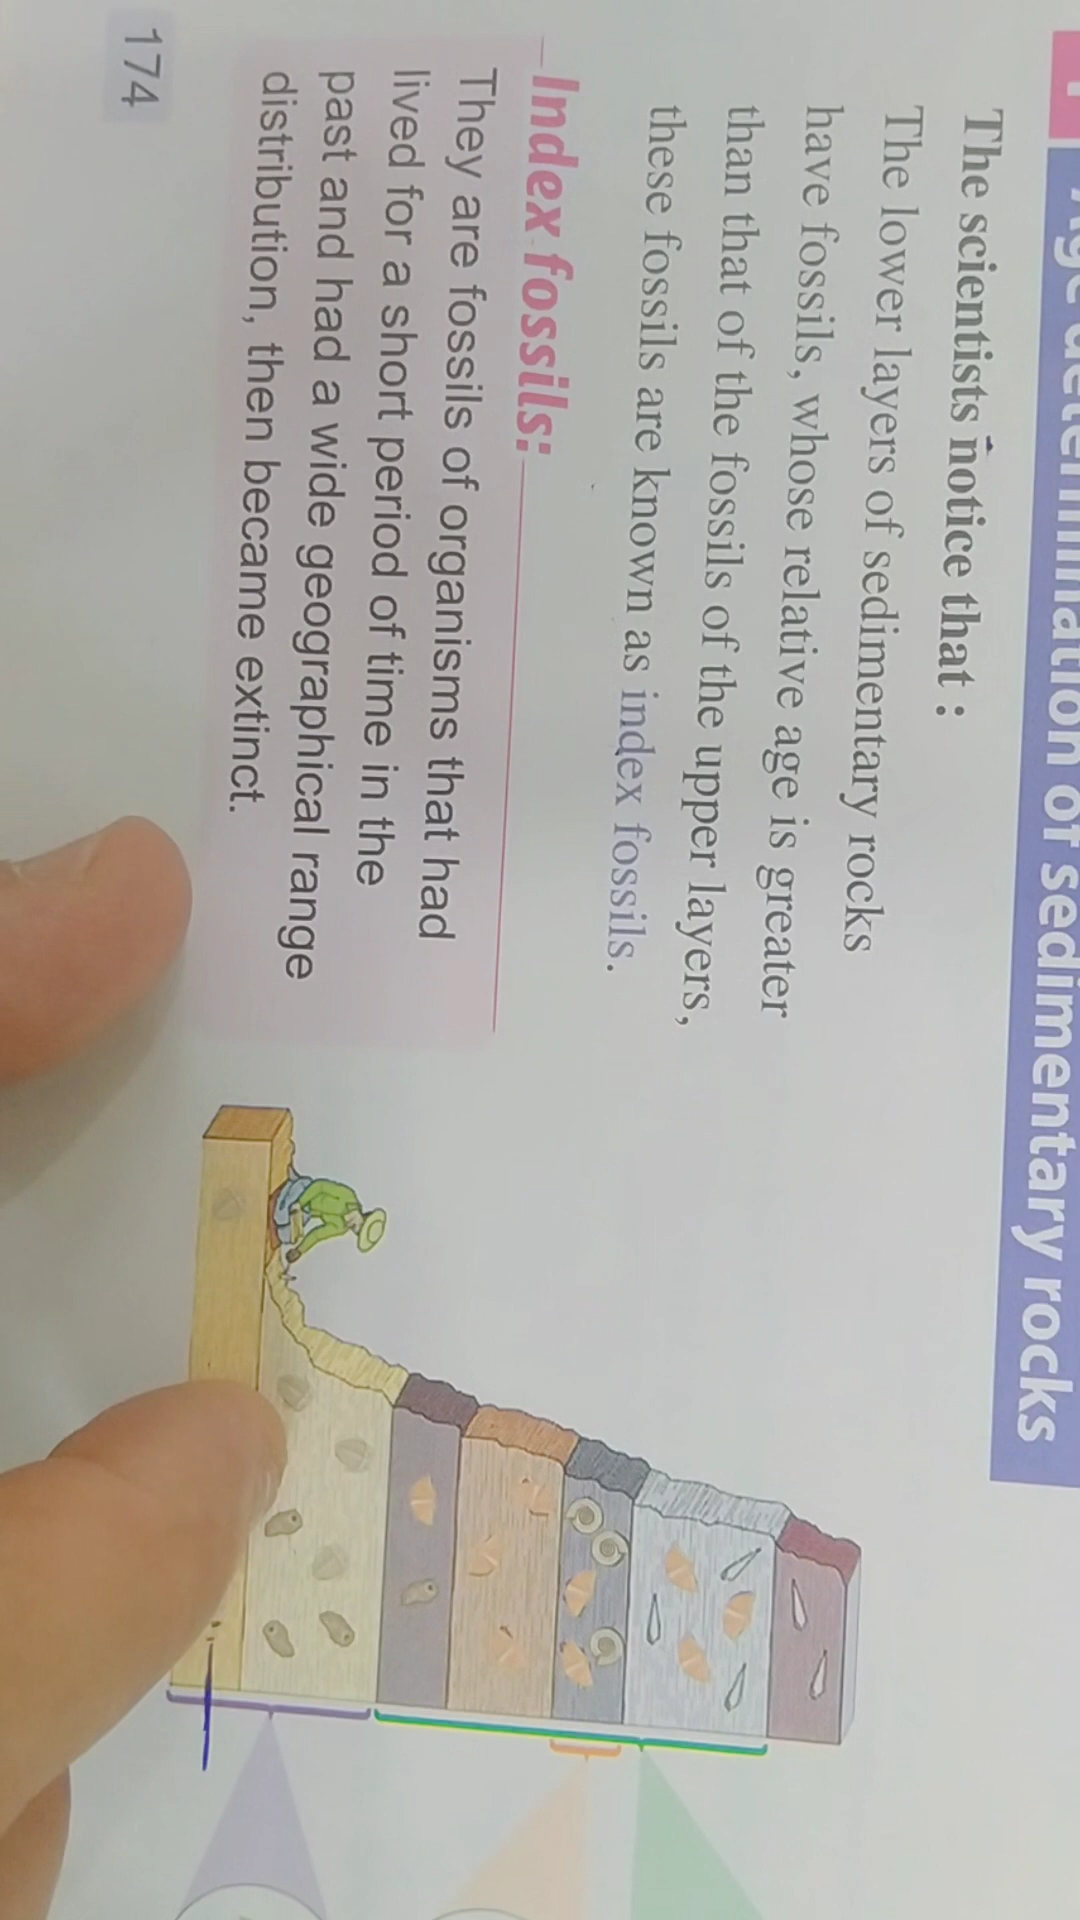 Age determination of sedimentary rocks
The scientists notice that :
The lower layers of sedimentary rocks
have fossils, whose relative age is greater
than that of the fossils of the upper layers,
these fossils are known as index fossils.
Index fossils:
They are fossils of organisms that had
lived for a short period of time in the
past and had a wide geographical range
distribution, then became extinct.
174